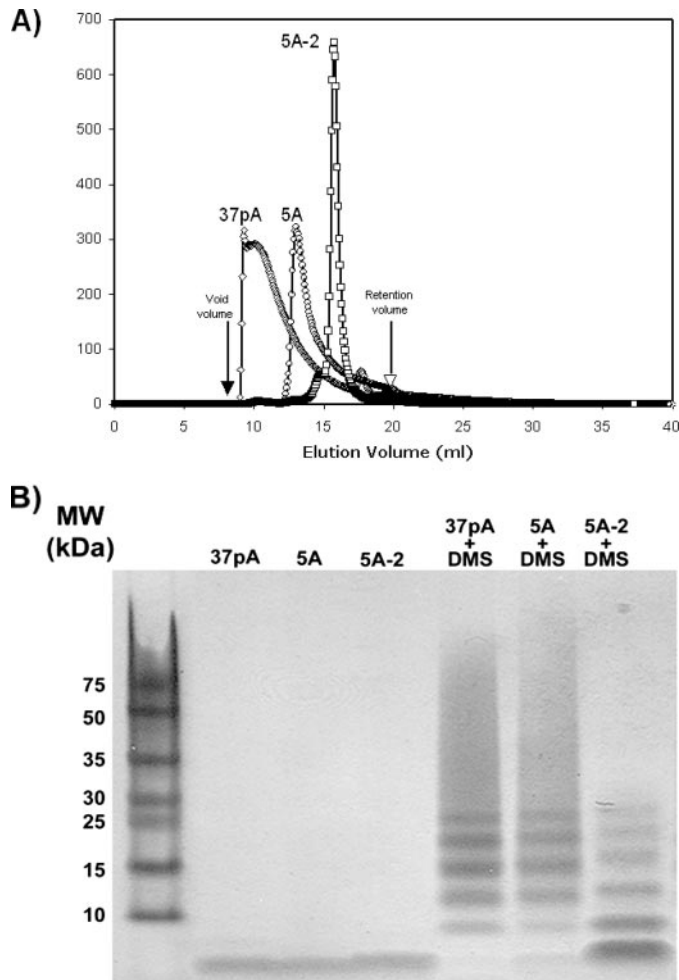 A)
700
600
500
400
300
200
100
0
5A-2
37pA
5A
Void
volume
Retention
volume
0 5 10 15 20 25 30 35 40
Elution Volume (ml)
B)
MW
(kDa)
37pA 5A 5A-2
37pA 5A 5A-2
+ + +
DMS DMS DMS
75
50
35
30
25
15
10